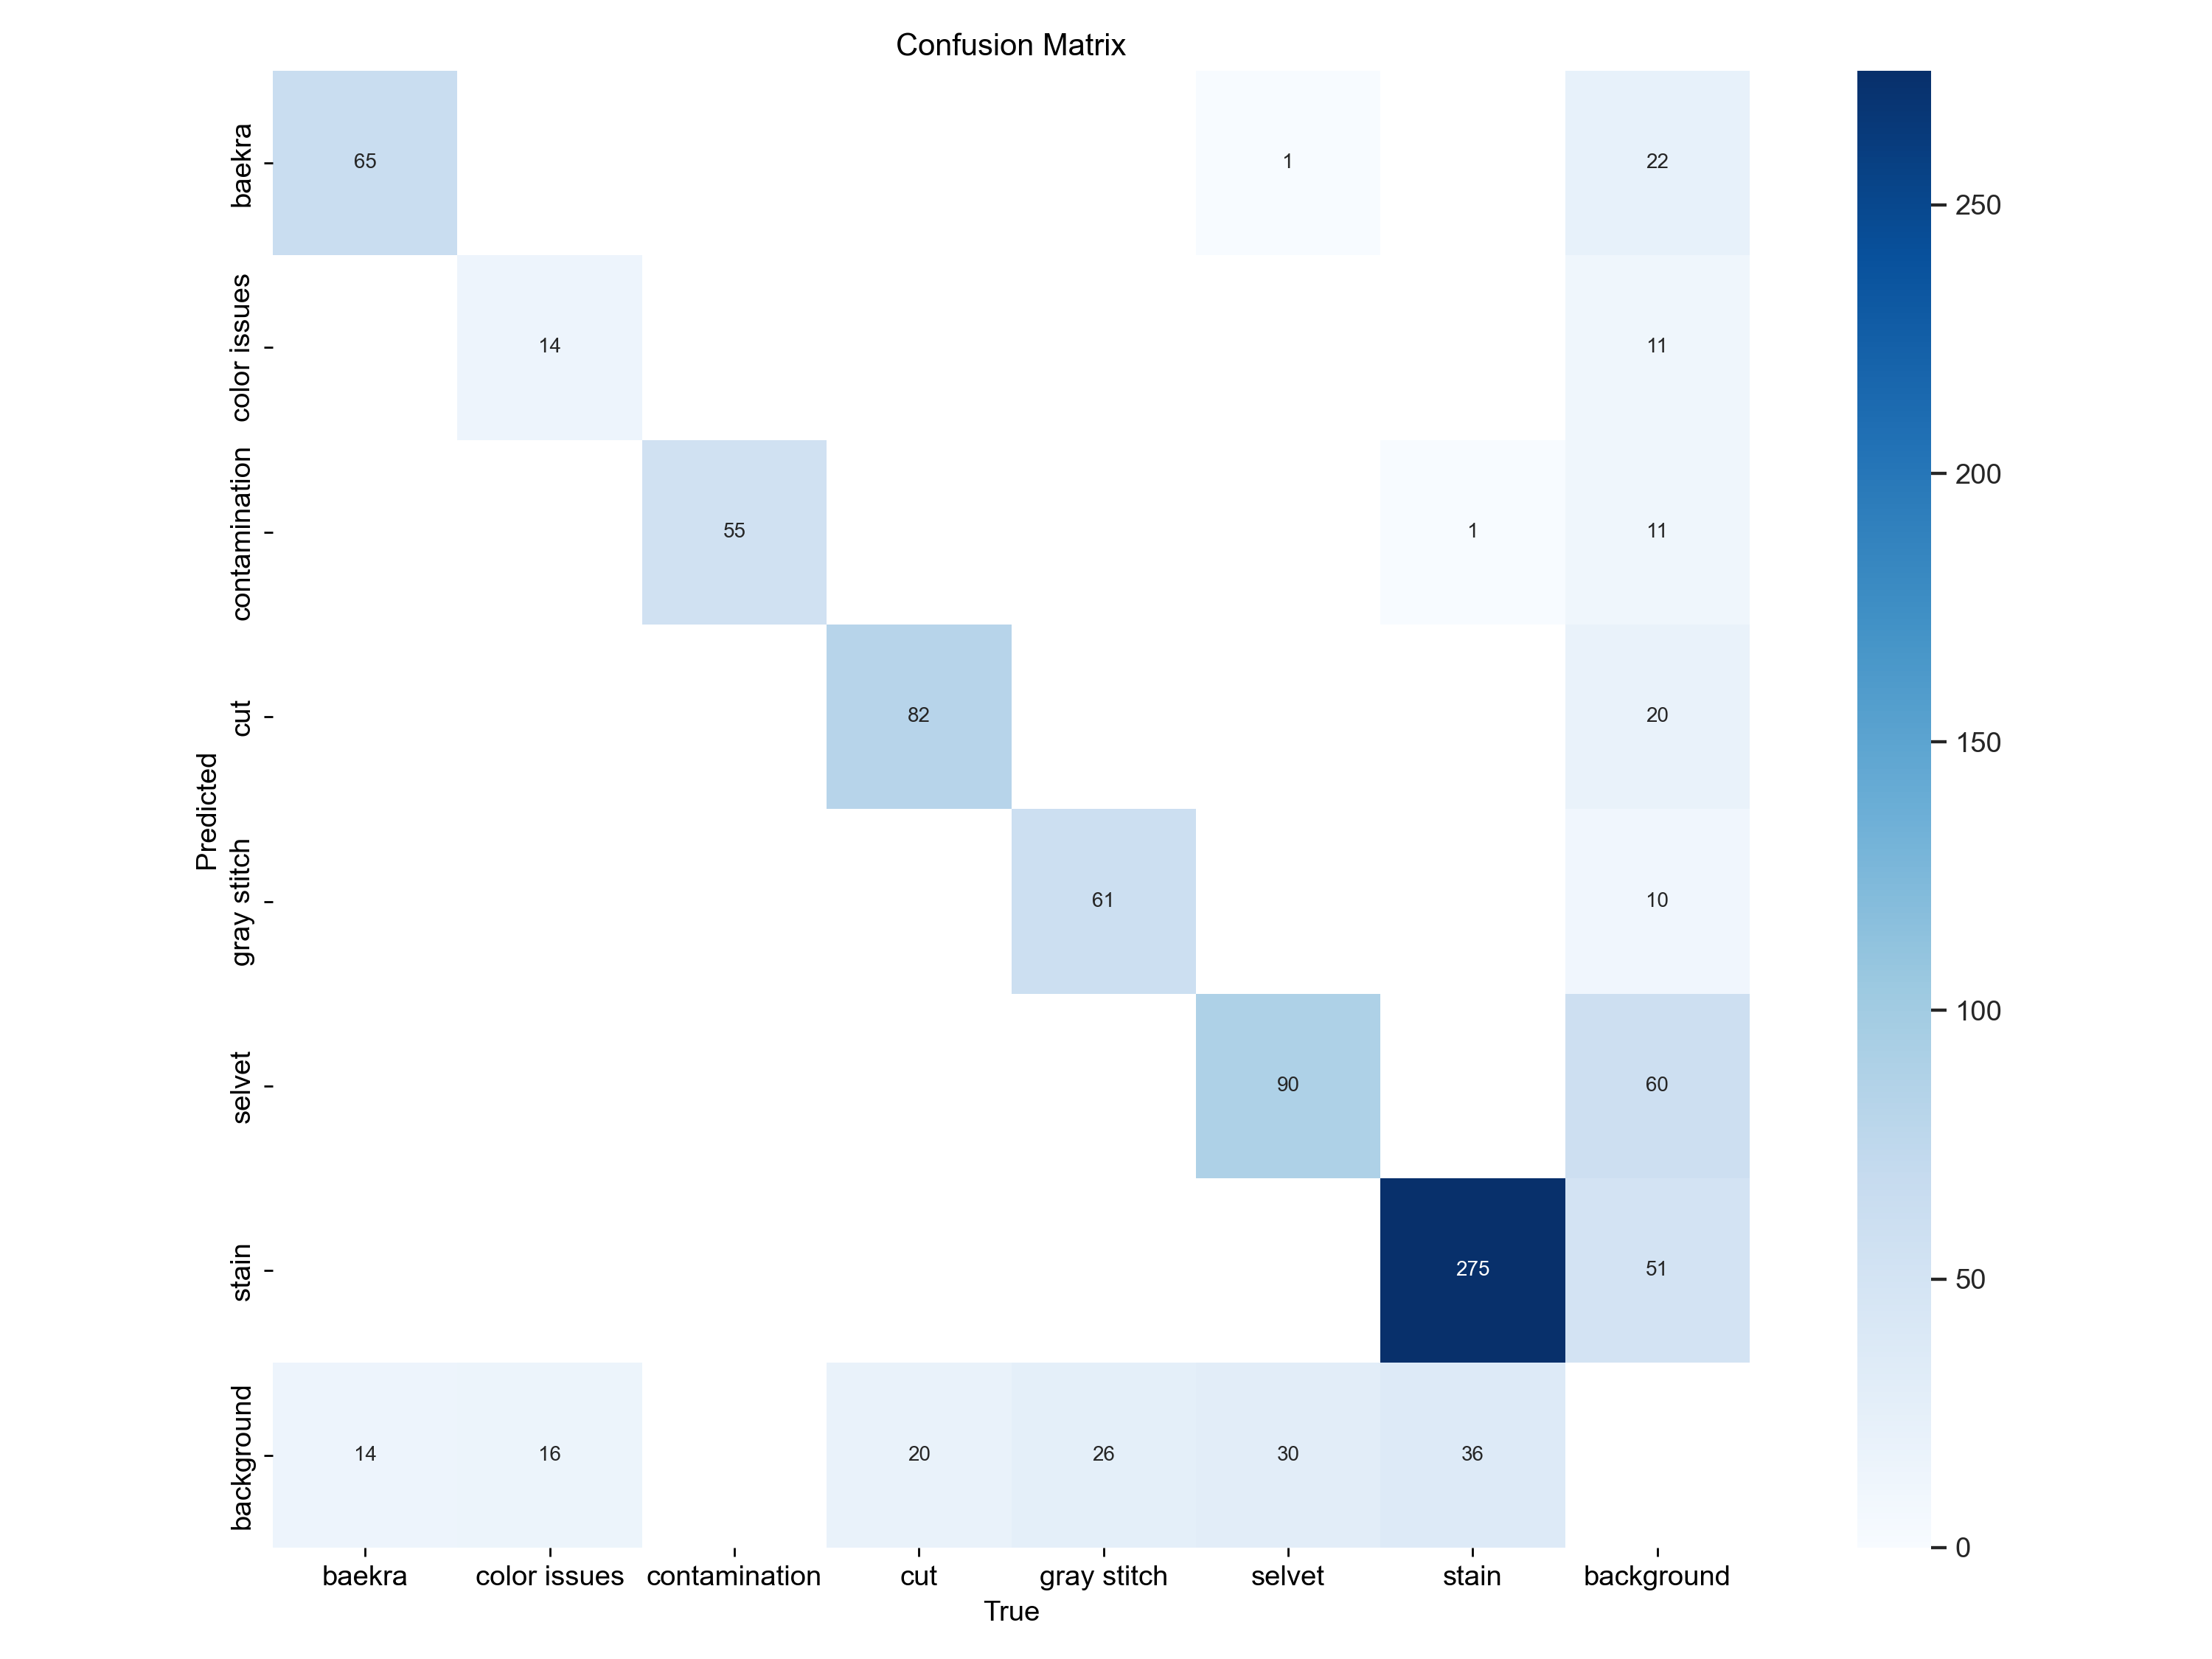 Confusion Matrix
baekra
65
1
22
color issues
14
11
contamination
55
1
11
cut
82
20
gray stitch
61
10
selvet
90
60
stain
275
51
background
14
16
20
26
30
36
baekra
color issues
contamination
cut
gray stitch
selvet
stain
background
True
Predicted
250
200
150
100
50
0